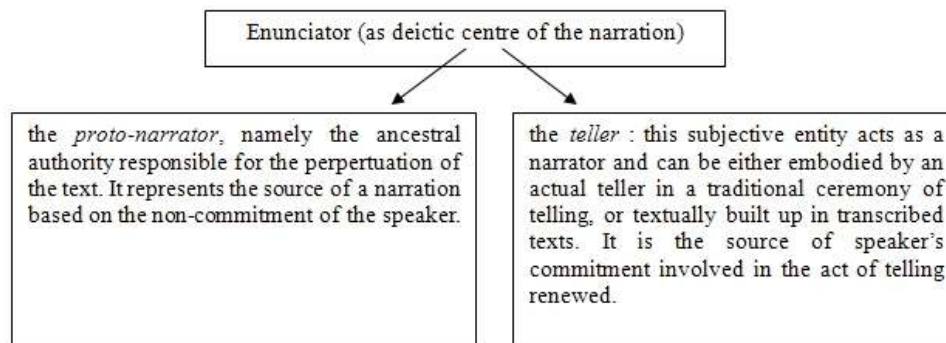 Enunciator (as deictic centre of the narration)
the proto-narrator, namely the ancestral
authority responsible for the perpertuation of
the text. It represents the source of a narration
based on the non-commitment of the speaker.
the teller : this subjective entity acts as a
narrator and can be either embodied by an
actual teller in a traditional ceremony of
telling, or textually built up in transcribed
texts. It is the source of speaker's
commitment involved in the act of telling
renewed.